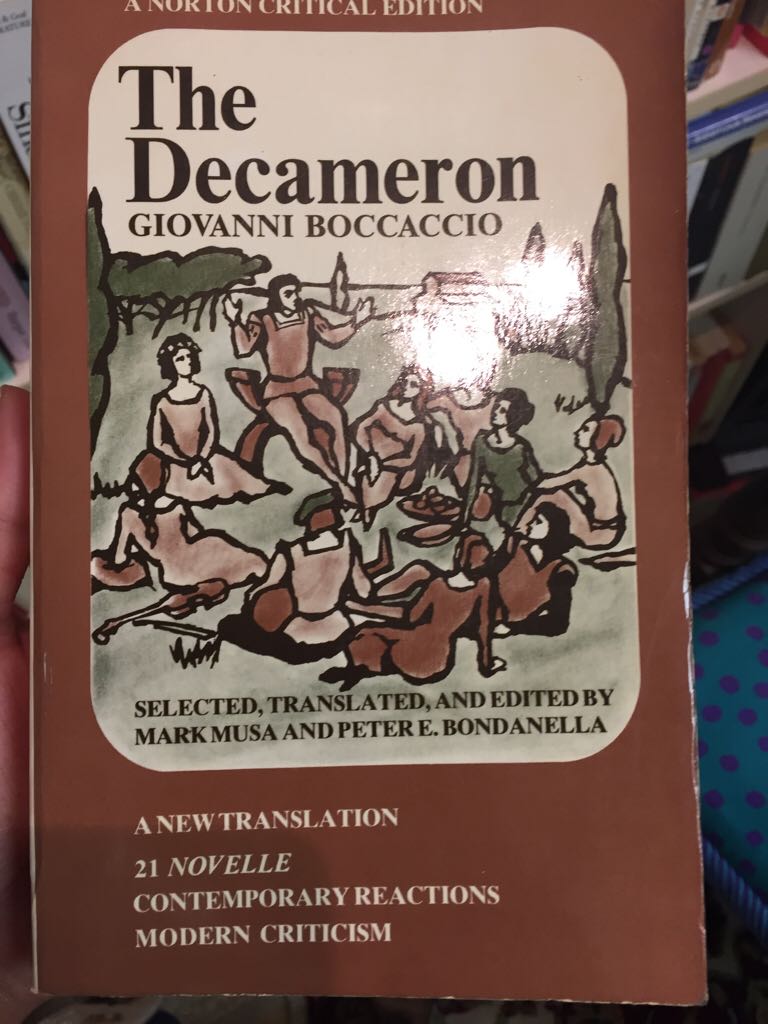 A NORTON CRITICAL EDITION
The
Decameron
GIOVANNI BOCCACCIO
SELECTED, TRANSLATED, AND EDITED BY
MARK MUSA AND PETER E. BONDANELLA
A NEW TRANSLATION
21 NOVELLE
CONTEMPORARY REACTIONS
MODERN CRITICISM